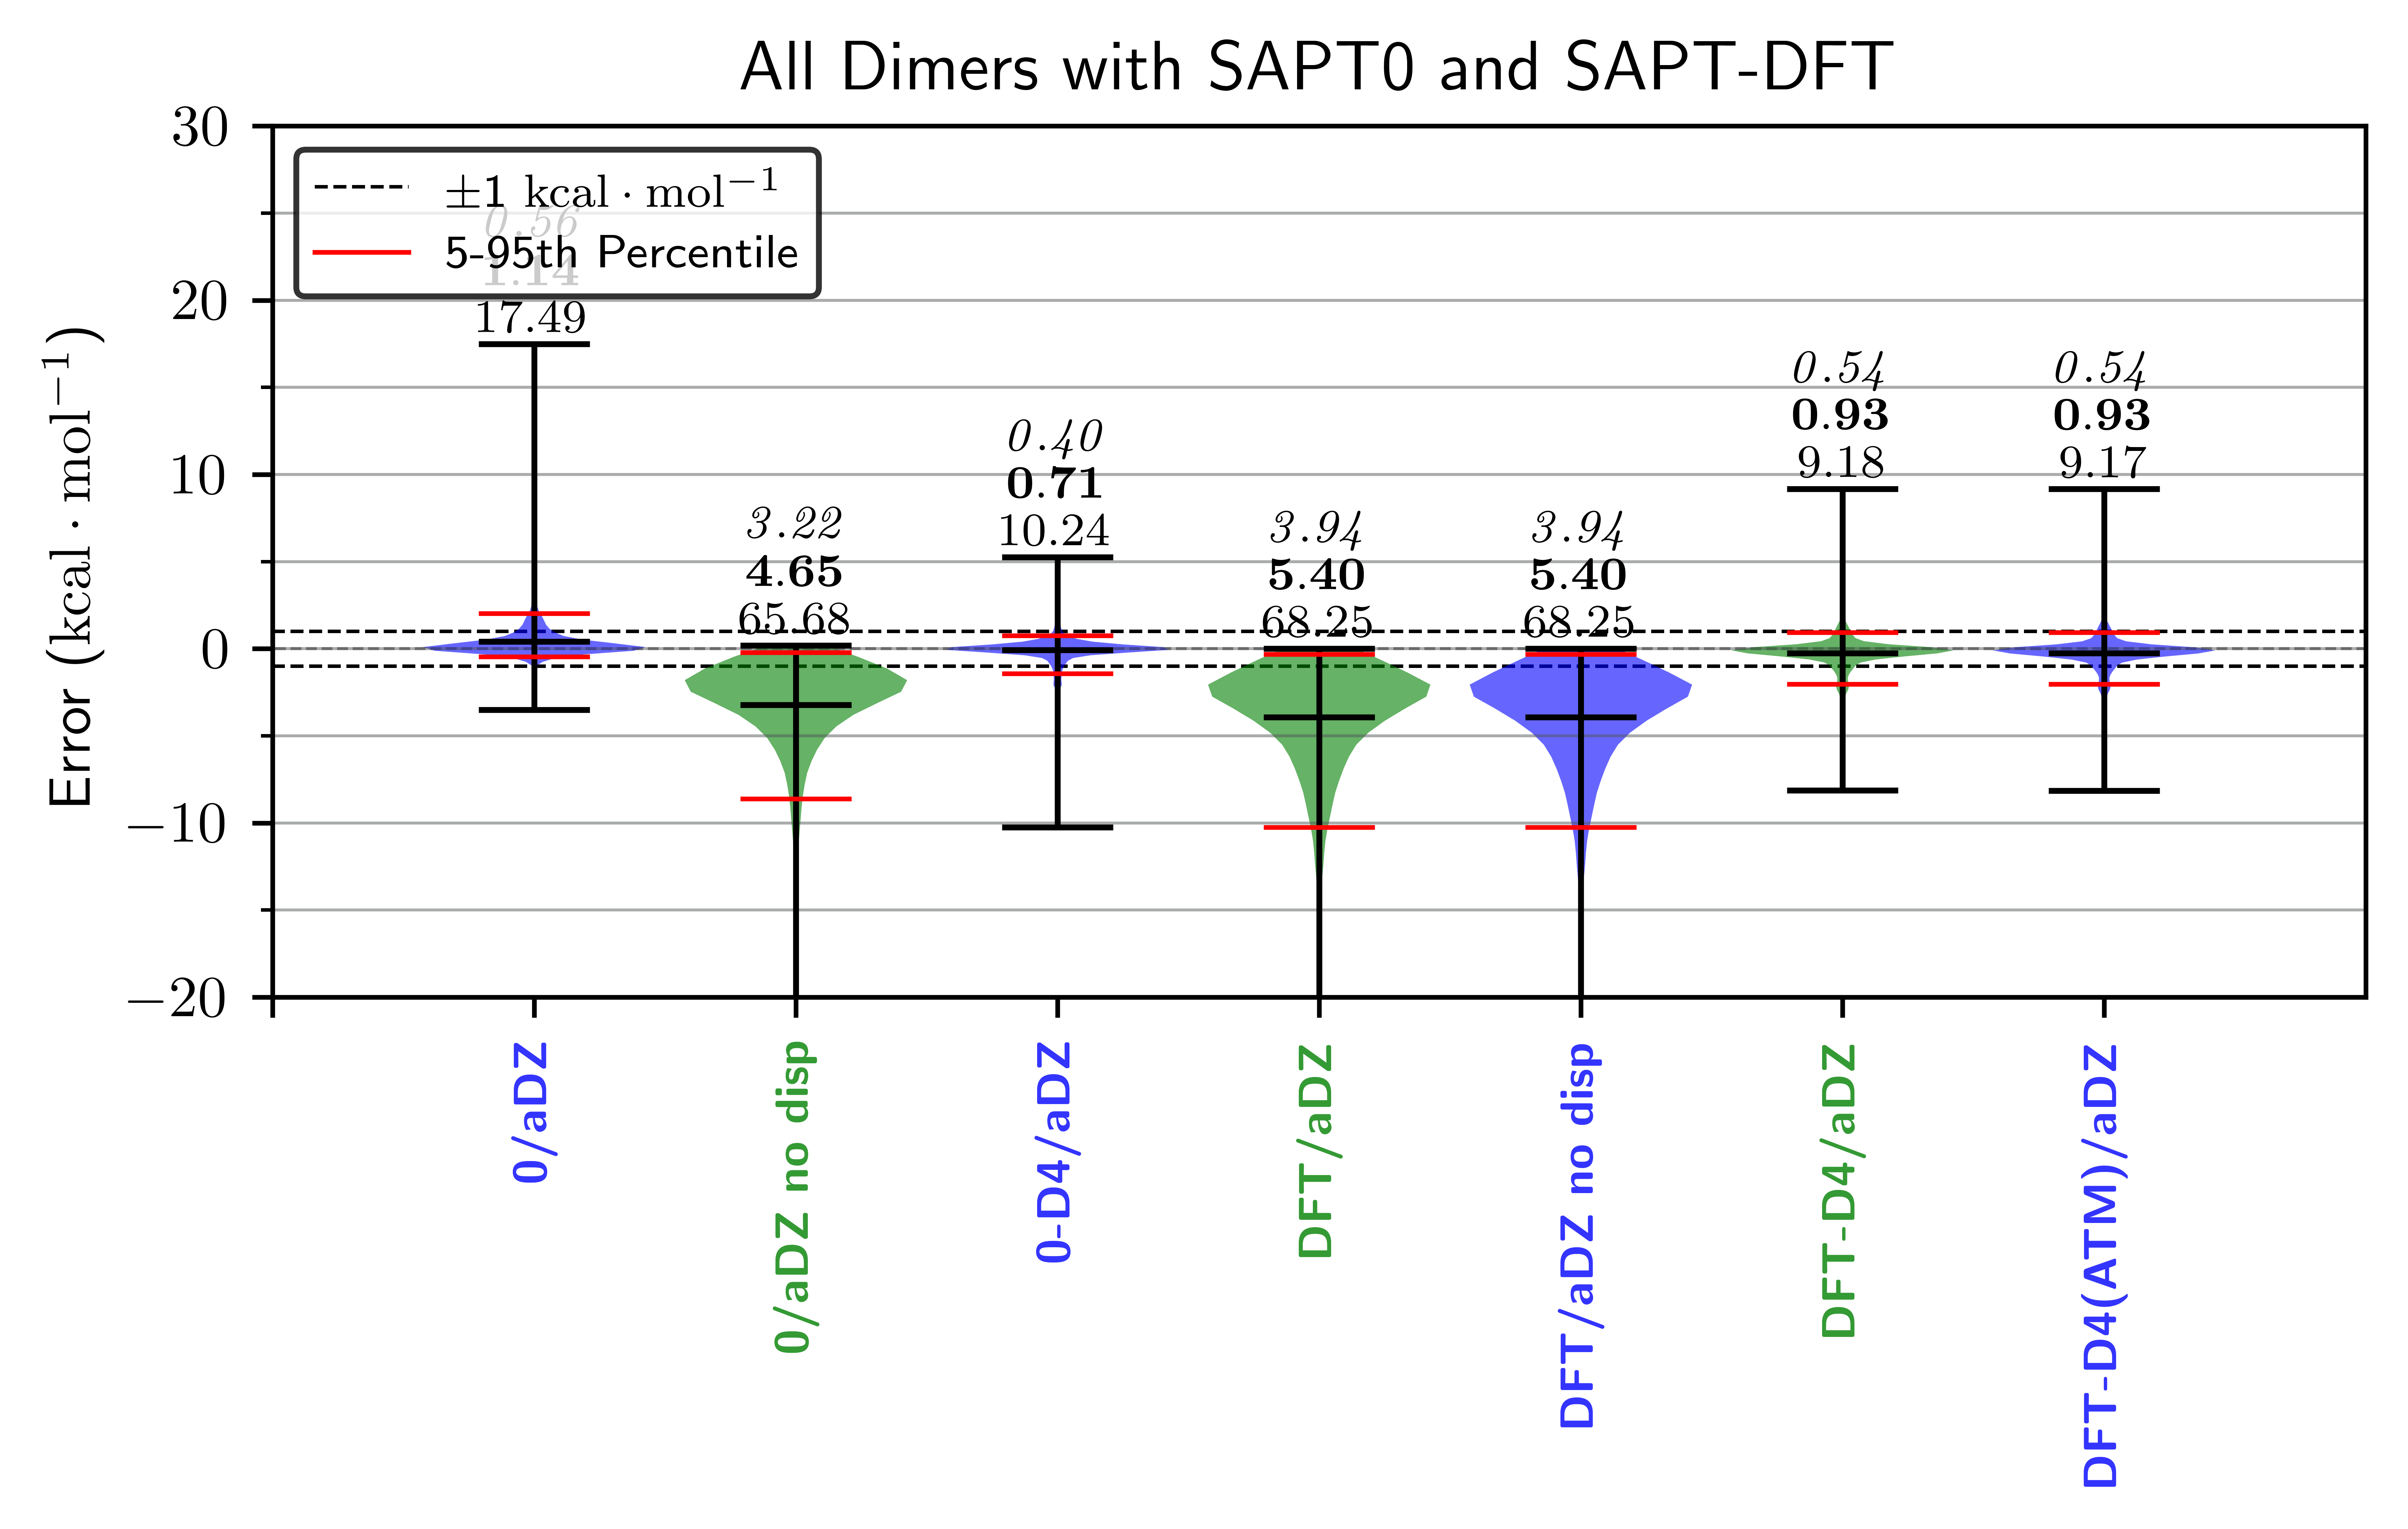 All Dimers with SAPT0 and SAPT-DFT
Error (kcal · mol⁻¹)
30
20
10
0
−10
−20
±1 kcal · mol⁻¹
5-95th Percentile
0.56
1.14
17.49
3.22
4.65
65.68
0.40
0.71
10.24
3.94
5.40
68.25
3.94
5.40
68.25
0.54
0.93
9.18
0.54
0.93
9.17
0/aDZ
0/aDZ no disp
0-D4/aDZ
DFT/aDZ
DFT/aDZ no disp
DFT-D4/aDZ
DFT-D4(ATM)/aDZ